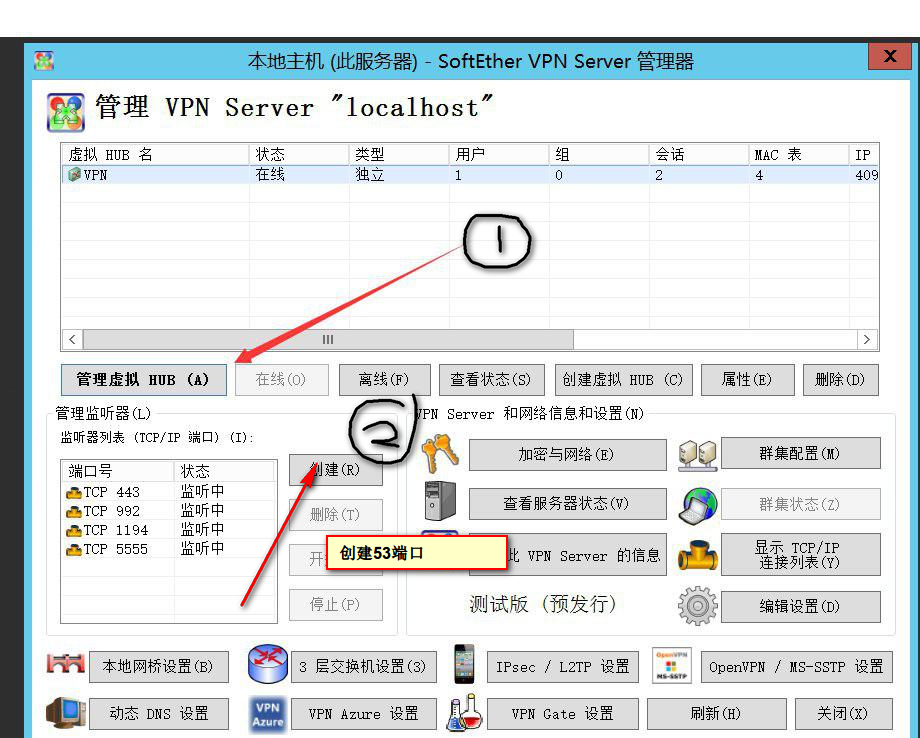 本地主机 (此服务器) - SoftEther VPN Server 管理器
X
管理 VPN Server "localhost"
虚拟 HUB 名 状态 类型 用户 组 会话 MAC 表 IP
VPN 在线 独立 1 0 2 4 409
1
管理虚拟 HUB (A) 在线(O) 离线(F) 查看状态(S) 创建虚拟 HUB (C) 属性(E) 删除(D)
管理监听器(L)
监听器列表 (TCP/IP 端口) (I):
端口号 状态
TCP 443 监听中
TCP 992 监听中
TCP 1194 监听中
TCP 5555 监听中
2
创建(R)
删除(T)
开
停止(P)
创建53端口
VPN Server 和网络信息和设置(N)
加密与网络(E) 群集配置(M)
查看服务器状态(V) 群集状态(Z)
此 VPN Server 的信息 显示 TCP/IP
连接列表(Y)
测试版 (预发行) 编辑设置(D)
本地网桥设置(B) 3 层交换机设置(3) IPsec / L2TP 设置 OpenVPN
MS-SSTP OpenVPN / MS-SSTP 设置
动态 DNS 设置 VPN
Azure VPN Azure 设置 VPN Gate 设置 刷新(H) 关闭(X)